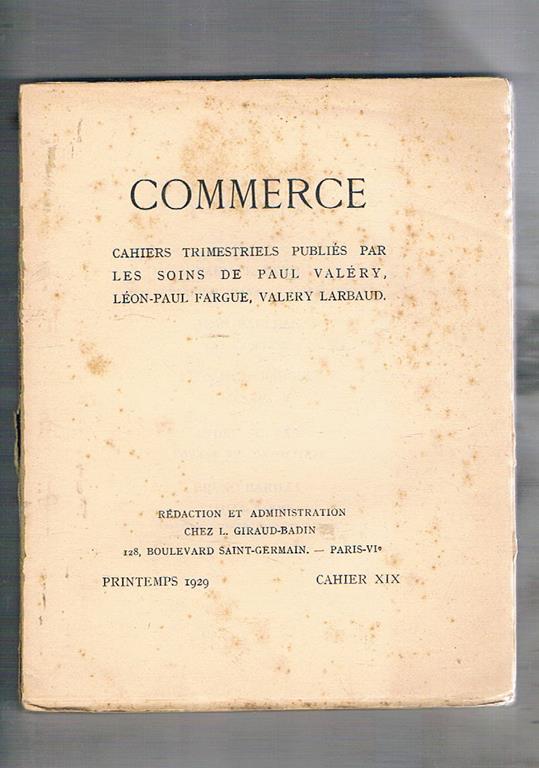 COMMERCE
CAHIERS TRIMESTRIELS PUBLIÉS PAR
LES SOINS DE PAUL VALÉRY,
LÉON-PAUL FARGUE, VALERY LARBAUD.
RÉDACTION ET ADMINISTRATION
CHEZ L. GIRAUD-BADIN
128, BOULEVARD SAINT-GERMAIN. — PARIS-VIᵉ
PRINTEMPS 1929 CAHIER XIX